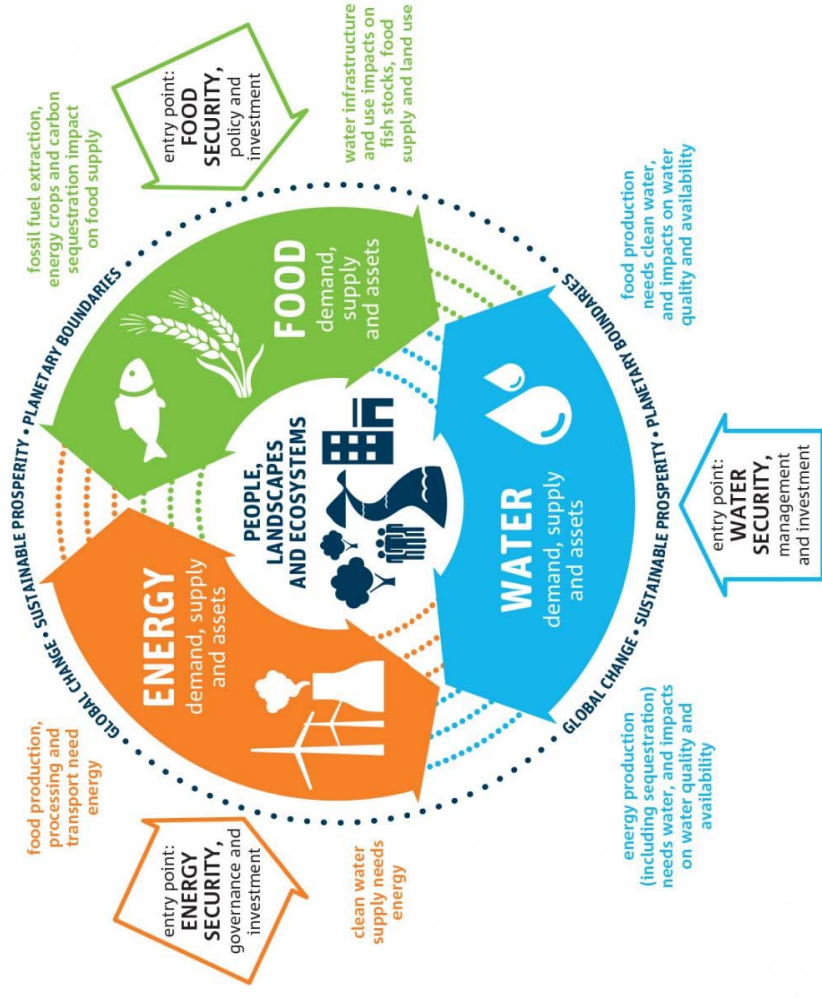 GLOBAL CHANGE • SUSTAINABLE PROSPERITY • PLANETARY BOUNDARIES
food production,
processing and
transport need
energy
fossil fuel extraction,
energy crops and carbon
sequestration impact
on food supply
entry point:
ENERGY
SECURITY,
governance and
investment
ENERGY
demand, supply
and assets
FOOD
demand,
supply
and assets
entry point:
FOOD
SECURITY,
policy and
investment
PEOPLE,
LANDSCAPES
AND ECOSYSTEMS
clean water
supply needs
energy
water infrastructure
and use impacts on
fish stocks, food
supply and land use
WATER
demand, supply
and assets
energy production
(including sequestration)
needs water, and impacts
on water quality and
availability
food production
needs clean water,
and impacts on water
quality and availability
GLOBAL CHANGE • SUSTAINABLE PROSPERITY • PLANETARY BOUNDARIES
entry point:
WATER
SECURITY,
management
and investment